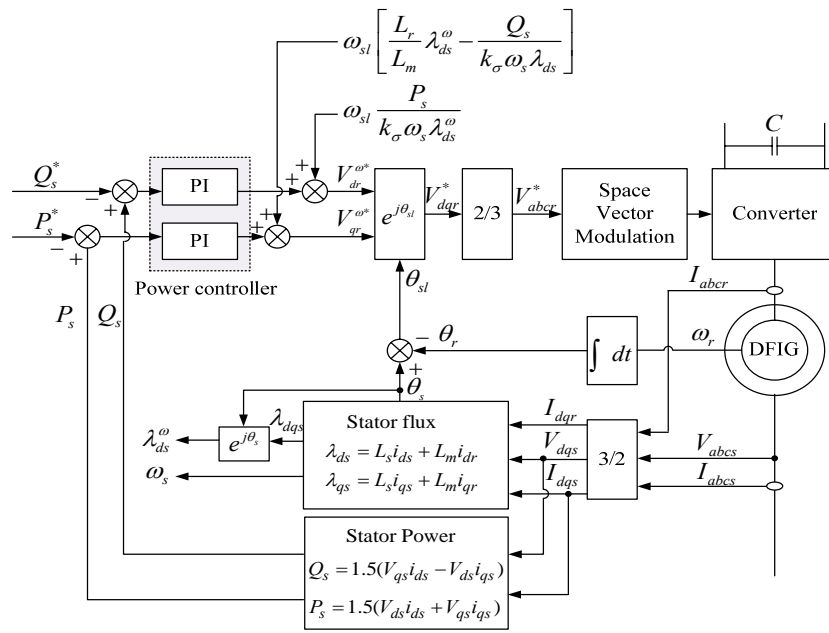 ω_sl [ L_r / L_m λ_ds^ω − Q_s / (k_σ ω_s λ_ds) ]
ω_sl P_s / (k_σ ω_s λ_ds^ω)
C
Q_s^*
−
+
PI
+
+
V_dr^ω*
P_s^*
−
+
PI
+
+
V_qr^ω*
e^{jθ_sl}
V_dqr^*
2/3
V_abcr^*
Space
Vector
Modulation
Converter
Power controller
P_s
Q_s
θ_sl
I_abcr
−
θ_r
∫ dt
ω_r
DFIG
+
θ_s
λ_ds^ω
e^{jθ_s}
λ_dqs
Stator flux
λ_ds = L_s i_ds + L_m i_dr
λ_qs = L_s i_qs + L_m i_qr
ω_s
I_dqr
V_dqs
I_dqs
3/2
V_abcs
I_abcs
Stator Power
Q_s = 1.5(V_qs i_ds − V_ds i_qs)
P_s = 1.5(V_ds i_ds + V_qs i_qs)